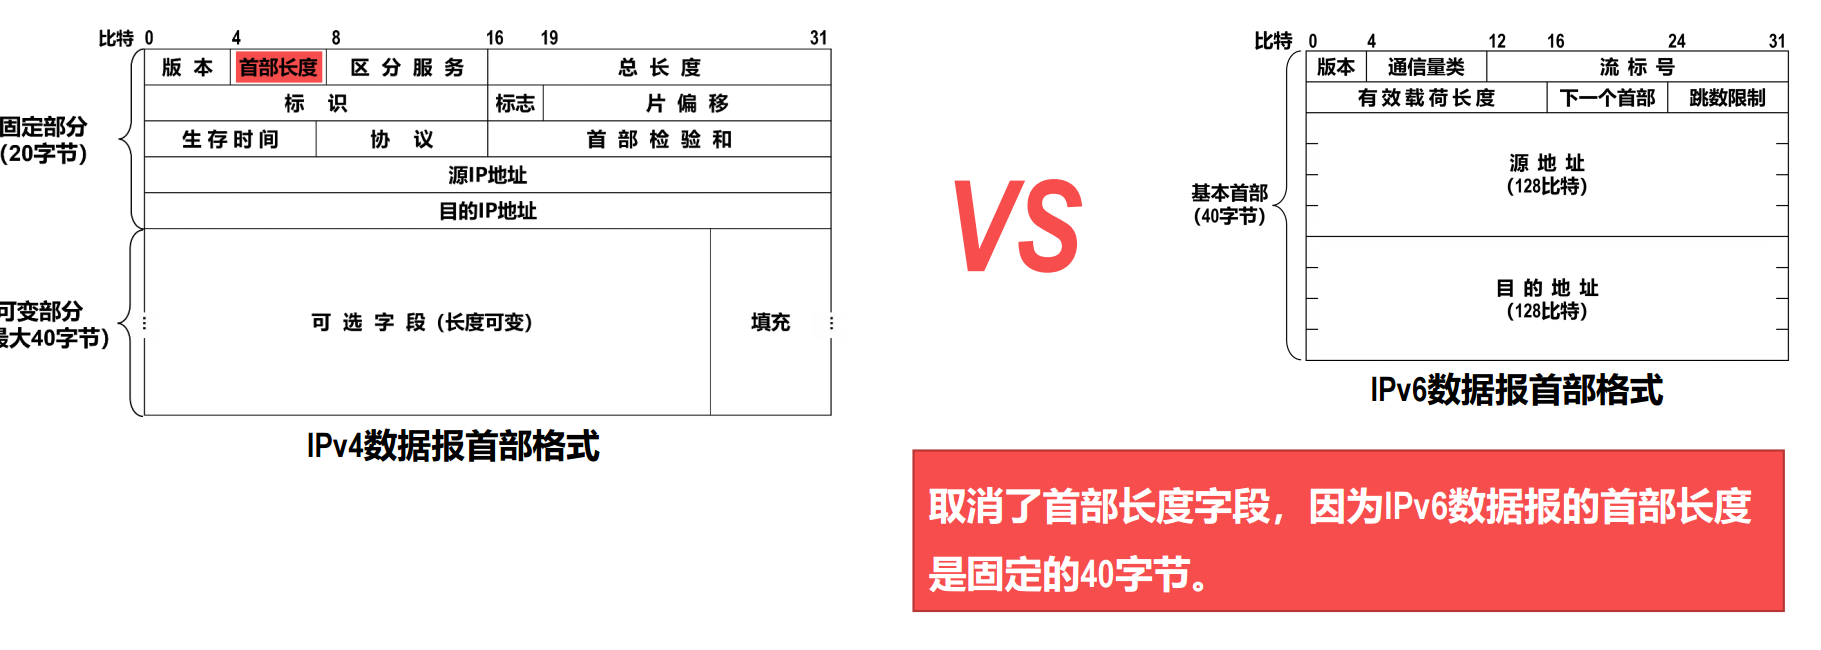 比特 0 4 8 16 19 31
版 本 首部长度 区 分 服 务 总 长 度
标 识 标志 片 偏 移
生 存 时 间 协 议 首 部 检 验 和
源IP地址
目的IP地址
固定部分
(20字节)
可 选 字 段 (长度可变) 填充
可变部分
最大40字节)
IPv4数据报首部格式
VS
比特 0 4 12 16 24 31
版本 通信量类 流 标 号
有 效 载 荷 长 度 下一个首部 跳数限制
源 地 址
(128比特)
基本首部
(40字节)
目 的 地 址
(128比特)
IPv6数据报首部格式
取消了首部长度字段，因为IPv6数据报的首部长度
是固定的40字节。